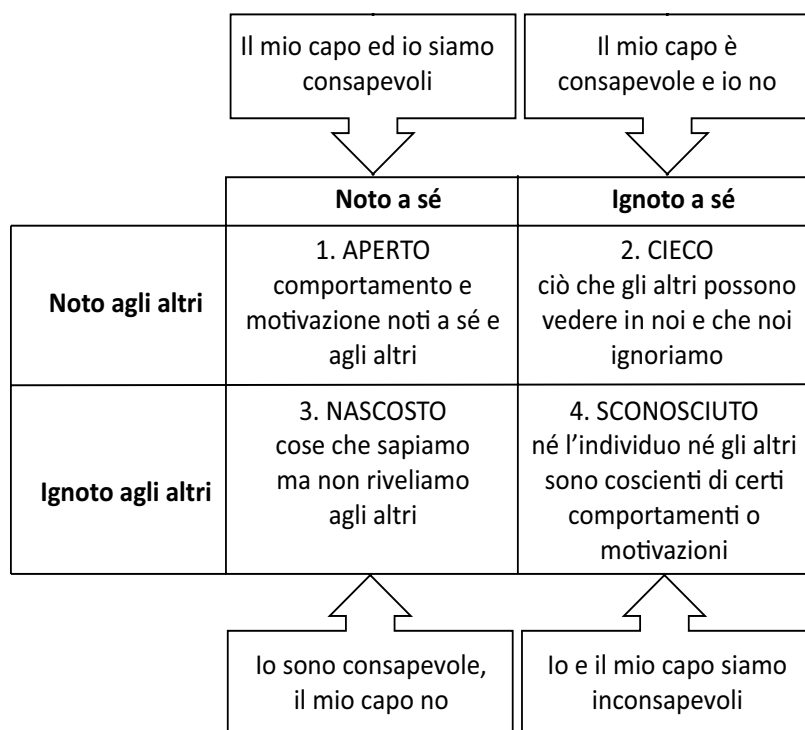 Il mio capo ed io siamo
consapevoli
Il mio capo è
consapevole e io no
Noto a sé
Ignoto a sé
Noto agli altri
1. APERTO
comportamento e
motivazione noti a sé e
agli altri
2. CIECO
ciò che gli altri possono
vedere in noi e che noi
ignoriamo
Ignoto agli altri
3. NASCOSTO
cose che sapiamo
ma non riveliamo
agli altri
4. SCONOSCIUTO
né l’individuo né gli altri
sono coscienti di certi
comportamenti o
motivazioni
Io sono consapevole,
il mio capo no
Io e il mio capo siamo
inconsapevoli